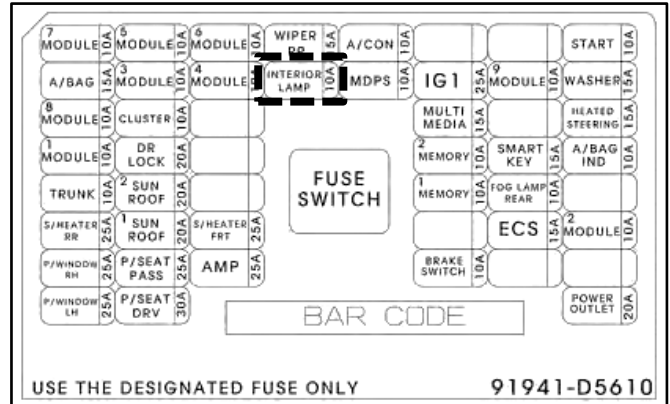 7 MODULE 10A 5 MODULE 10A 6 MODULE 10A WIPER RR 15A A/CON 10A START 10A
A/BAG 15A 3 MODULE 10A 4 MODULE INTERIOR LAMP 10A MDPS 10A IG1 25A 9 MODULE 10A WASHER 15A
8 MODULE 10A CLUSTER 10A MULTI MEDIA 15A HEATED STEERING 15A
1 MODULE 10A DR LOCK 20A 2 MEMORY 10A SMART KEY 15A A/BAG IND 10A
TRUNK 10A 2 SUN ROOF 20A FUSE SWITCH 1 MEMORY 10A FOG LAMP REAR 10A
S/HEATER RR 25A 1 SUN ROOF 20A S/HEATER FRT 25A ECS 15A 2 MODULE 10A
P/WINDOW RH 25A P/SEAT PASS 25A AMP 25A BRAKE SWITCH 10A
P/WINDOW LH 25A P/SEAT DRV 30A POWER OUTLET 20A
BAR CODE
USE THE DESIGNATED FUSE ONLY 91941-D5610